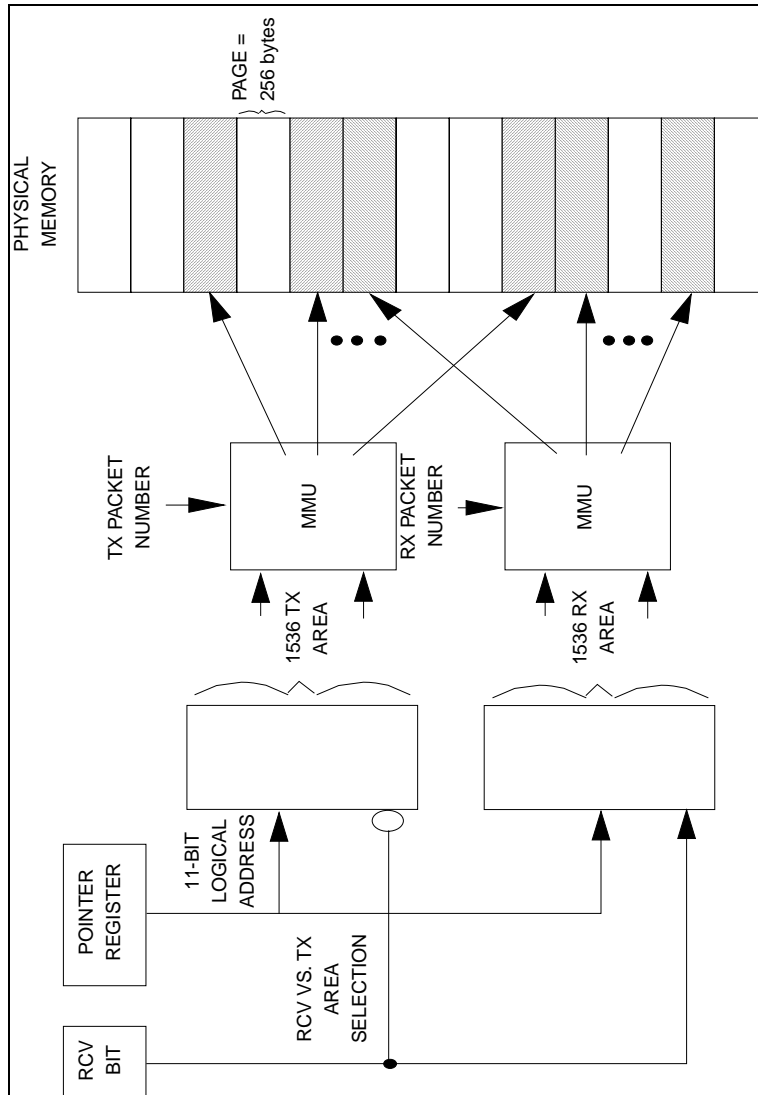 PHYSICAL
MEMORY
PAGE =
256 bytes
TX PACKET
NUMBER
MMU
RX PACKET
NUMBER
MMU
1536 TX
AREA
1536 RX
AREA
11-BIT
LOGICAL
ADDRESS
POINTER
REGISTER
RCV VS. TX
AREA
SELECTION
RCV
BIT